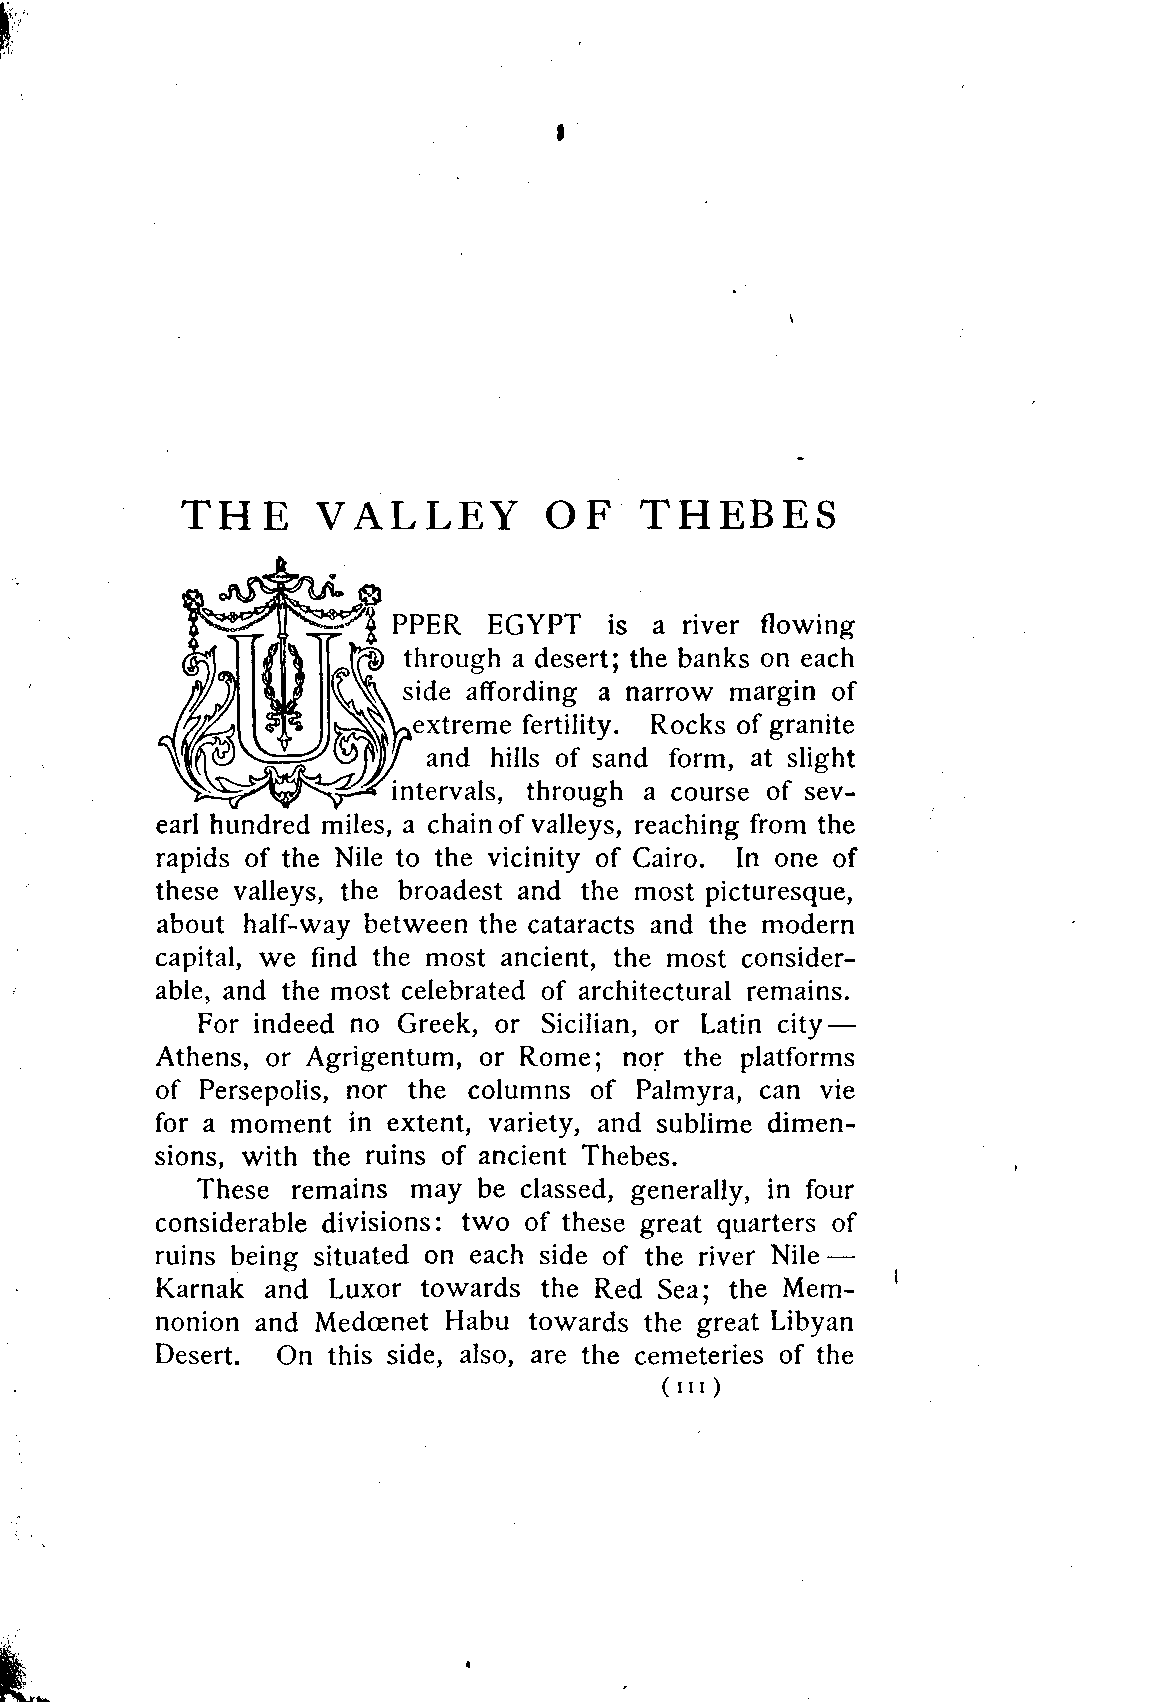 THE VALLEY OF THEBES
UPPER EGYPT is a river flowing
through a desert; the banks on each
side affording a narrow margin of
extreme fertility. Rocks of granite
and hills of sand form, at slight
intervals, through a course of sev-
earl hundred miles, a chain of valleys, reaching from the
rapids of the Nile to the vicinity of Cairo. In one of
these valleys, the broadest and the most picturesque,
about half-way between the cataracts and the modern
capital, we find the most ancient, the most consider-
able, and the most celebrated of architectural remains.
For indeed no Greek, or Sicilian, or Latin city—
Athens, or Agrigentum, or Rome; nor the platforms
of Persepolis, nor the columns of Palmyra, can vie
for a moment in extent, variety, and sublime dimen-
sions, with the ruins of ancient Thebes.
These remains may be classed, generally, in four
considerable divisions: two of these great quarters of
ruins being situated on each side of the river Nile—
Karnak and Luxor towards the Red Sea; the Mem-
nonion and Medœnet Habu towards the great Libyan
Desert. On this side, also, are the cemeteries of the
(111)